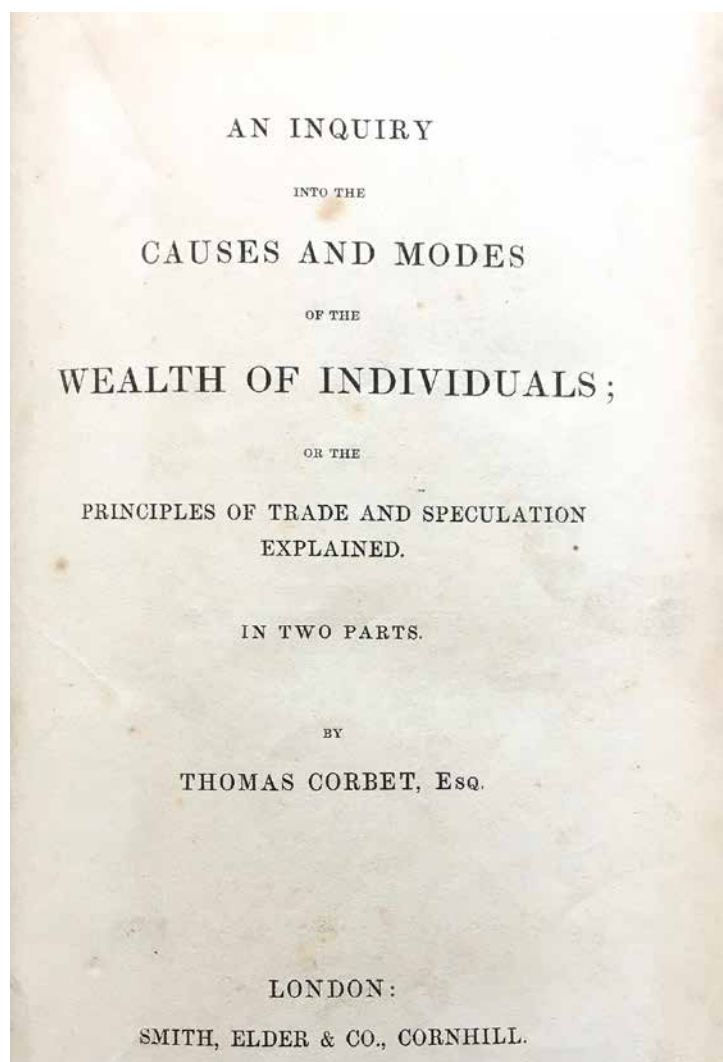 AN INQUIRY
INTO THE
CAUSES AND MODES
OF THE
WEALTH OF INDIVIDUALS;
OR THE
PRINCIPLES OF TRADE AND SPECULATION
EXPLAINED.
IN TWO PARTS.
BY
THOMAS CORBET, Esq.
LONDON:
SMITH, ELDER & CO., CORNHILL.